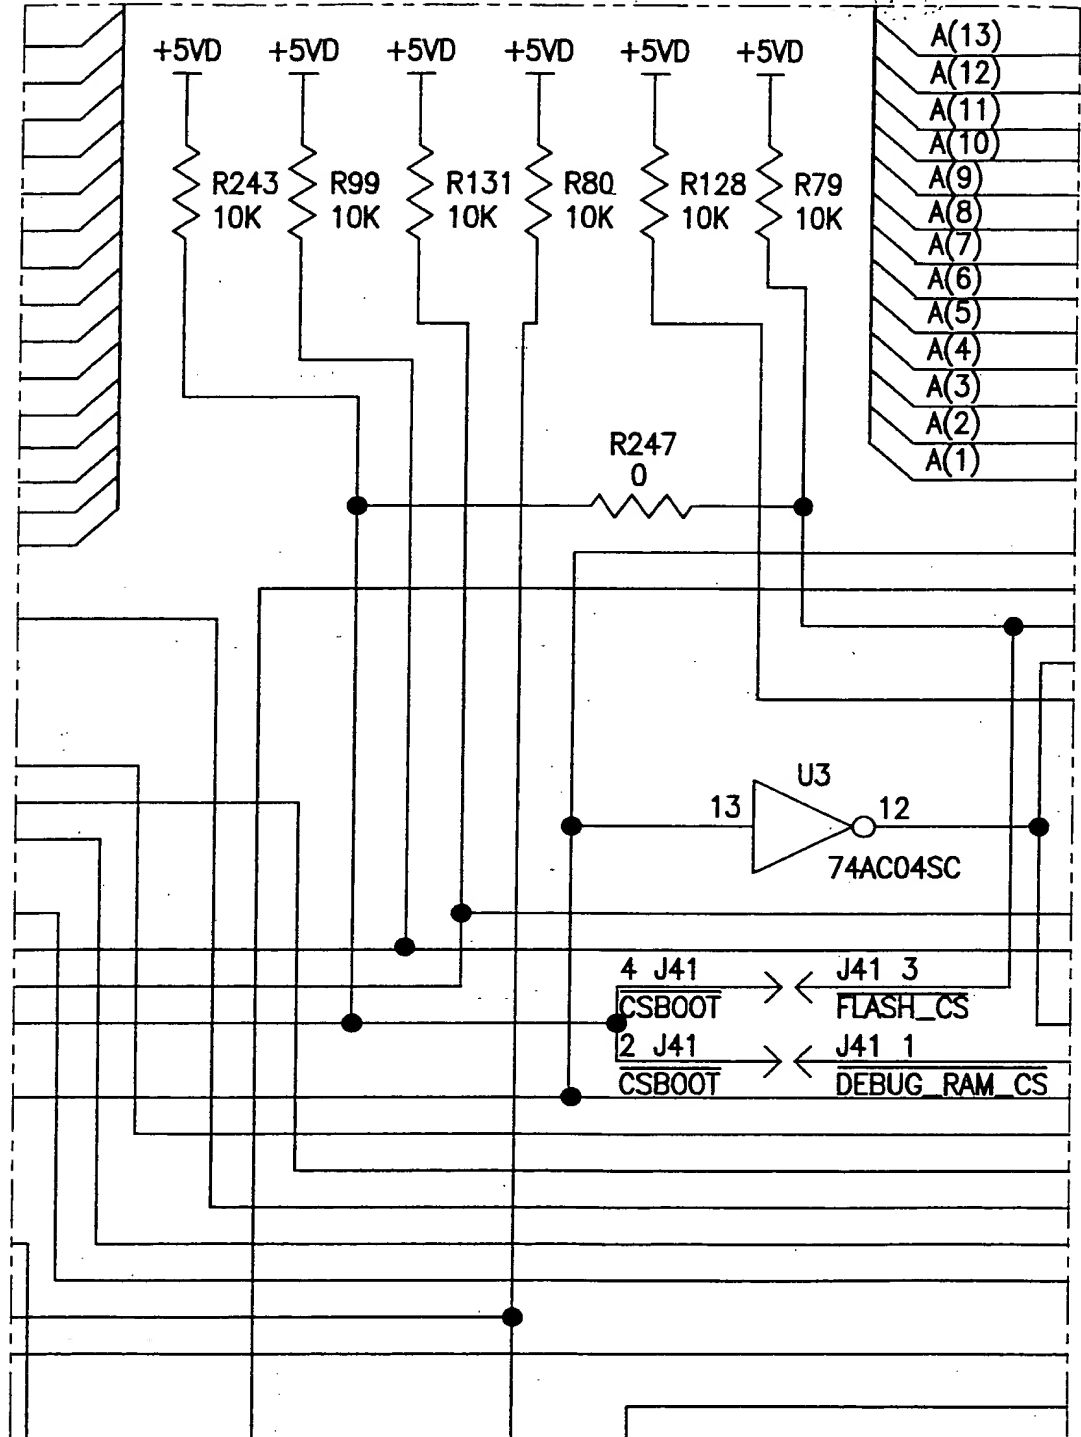 +5VD +5VD +5VD +5VD +5VD +5VD
R243 R99 R131 R80 R128 R79
10K 10K 10K 10K 10K 10K
A(13)
A(12)
A(11)
A(10)
A(9)
A(8)
A(7)
A(6)
A(5)
A(4)
A(3)
A(2)
A(1)
R247
0
U3
13 12
74AC04SC
4 J41 J41 3
CSBOOT FLASH_CS
2 J41 J41 1
CSBOOT DEBUG_RAM_CS